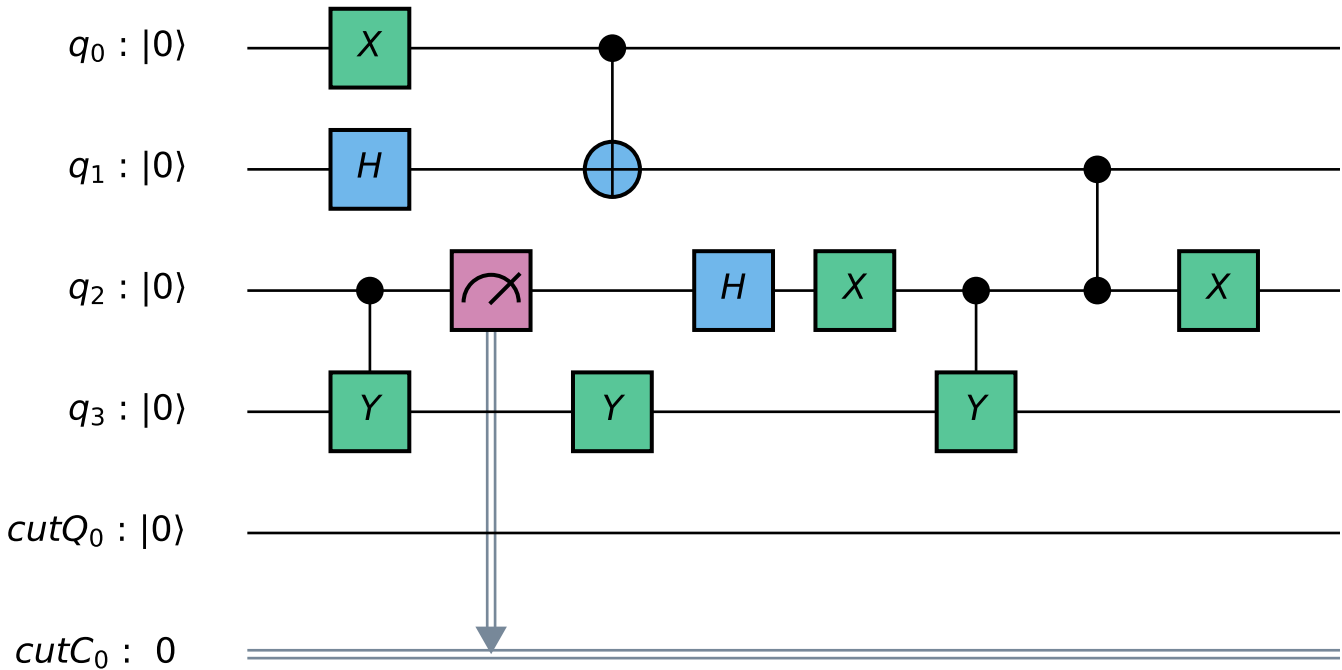 q₀ : |0⟩ X
q₁ : |0⟩ H
q₂ : |0⟩ H X X
q₃ : |0⟩ Y Y Y
cutQ₀ : |0⟩
cutC₀ : 0